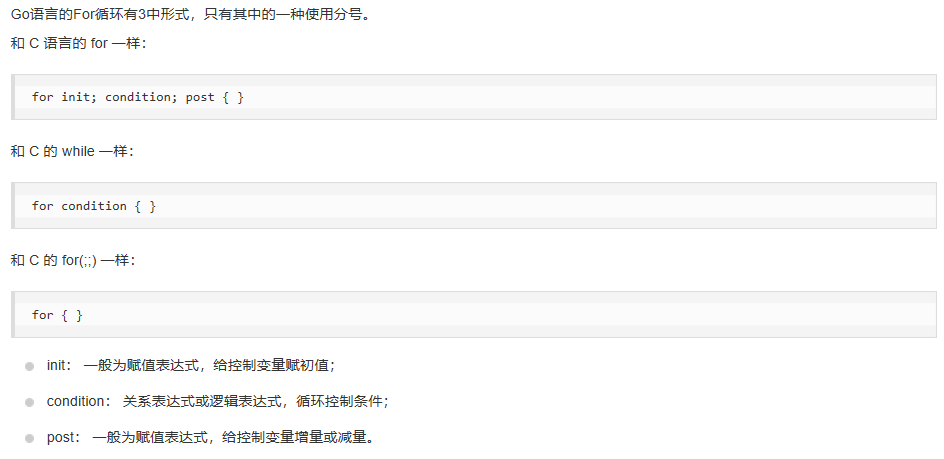 Go语言的For循环有3中形式，只有其中的一种使用分号。
和 C 语言的 for 一样：
for init; condition; post { }
和 C 的 while 一样：
for condition { }
和 C 的 for(;;) 一样：
for { }
init： 一般为赋值表达式，给控制变量赋初值；
condition： 关系表达式或逻辑表达式，循环控制条件；
post： 一般为赋值表达式，给控制变量增量或减量。